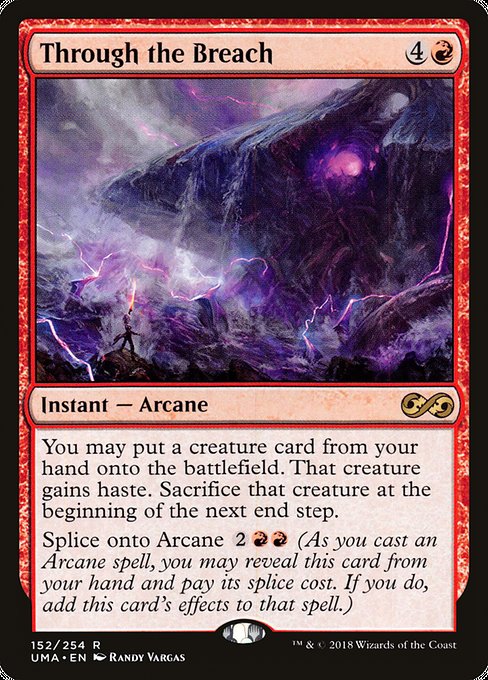 Through the Breach 4
Instant — Arcane
You may put a creature card from your
hand onto the battlefield. That creature
gains haste. Sacrifice that creature at the
beginning of the next end step.
Splice onto Arcane 2 (As you cast an
Arcane spell, you may reveal this card from
your hand and pay its splice cost. If you do,
add this card's effects to that spell.)
152/254 R
UMA • EN Randy Vargas
™ & © 2018 Wizards of the Coast